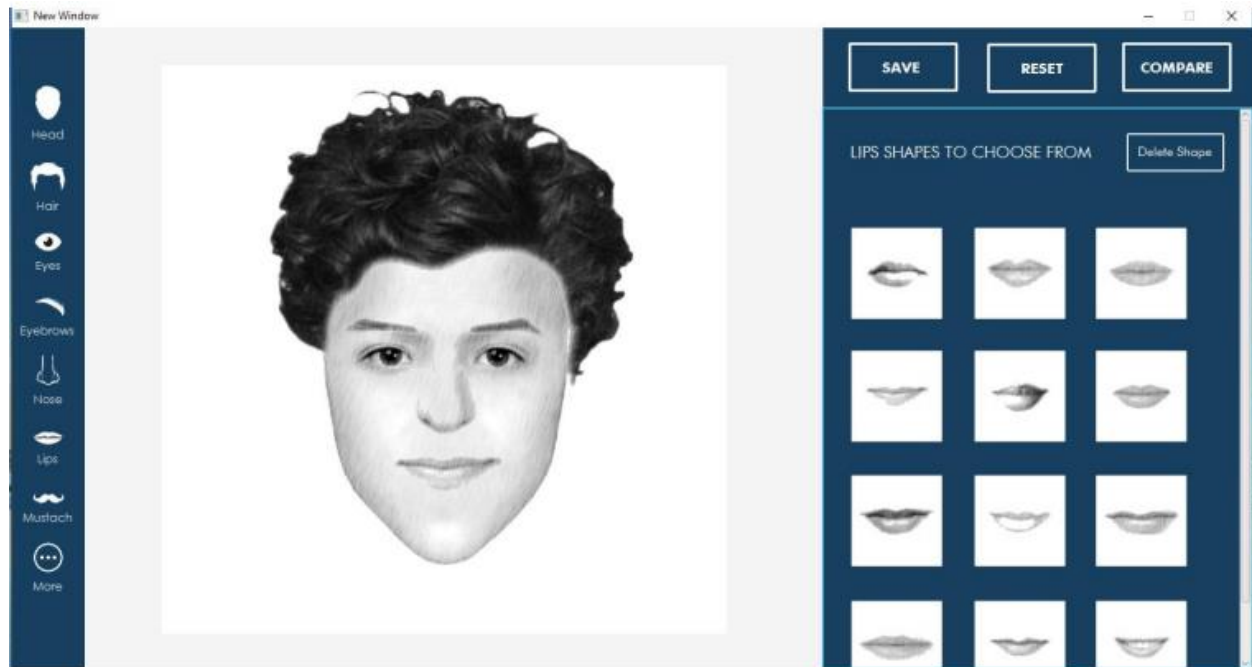 New Window
Head
Hair
Eyes
Eyebrows
Nose
Lips
Mustach
More
SAVE
RESET
COMPARE
LIPS SHAPES TO CHOOSE FROM
Delete Shape